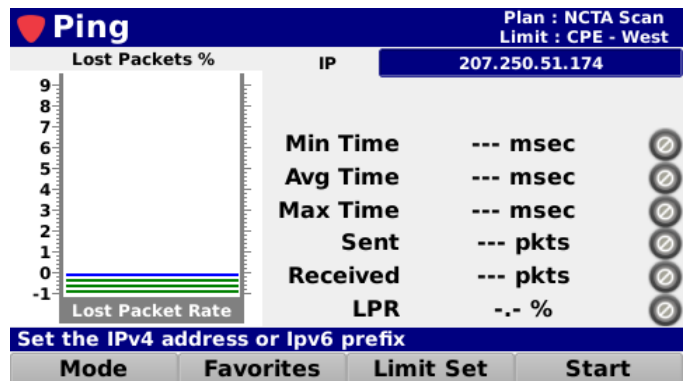 Ping
Plan : NCTA Scan
Limit : CPE - West
Lost Packets %
IP 207.250.51.174
9
8
7
6
5
4
3
2
1
0
-1
Lost Packet Rate
Min Time --- msec
Avg Time --- msec
Max Time --- msec
Sent --- pkts
Received --- pkts
LPR -.- %
Set the IPv4 address or Ipv6 prefix
Mode Favorites Limit Set Start